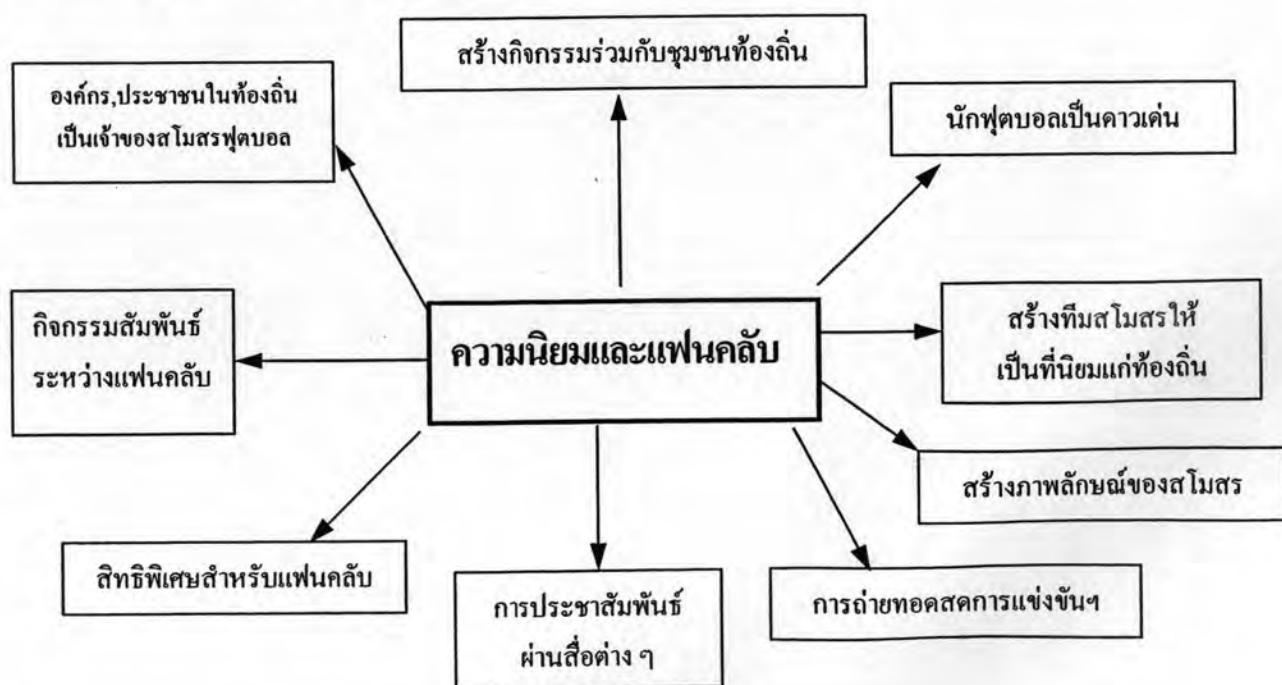 สร้างกิจกรรมร่วมกับชุมชนท้องถิ่น
องค์กร,ประชาชนในท้องถิ่น
เป็นเจ้าของสโมสรฟุตบอล
นักฟุตบอลเป็นดาวเด่น
กิจกรรมสัมพันธ์
ระหว่างแฟนคลับ
ความนิยมและแฟนคลับ
สร้างทีมสโมสรให้
เป็นที่นิยมแก่ท้องถิ่น
สร้างภาพลักษณ์ของสโมสร
สิทธิพิเศษสำหรับแฟนคลับ
การประชาสัมพันธ์
ผ่านสื่อต่าง ๆ
การถ่ายทอดสดการแข่งขันฯ